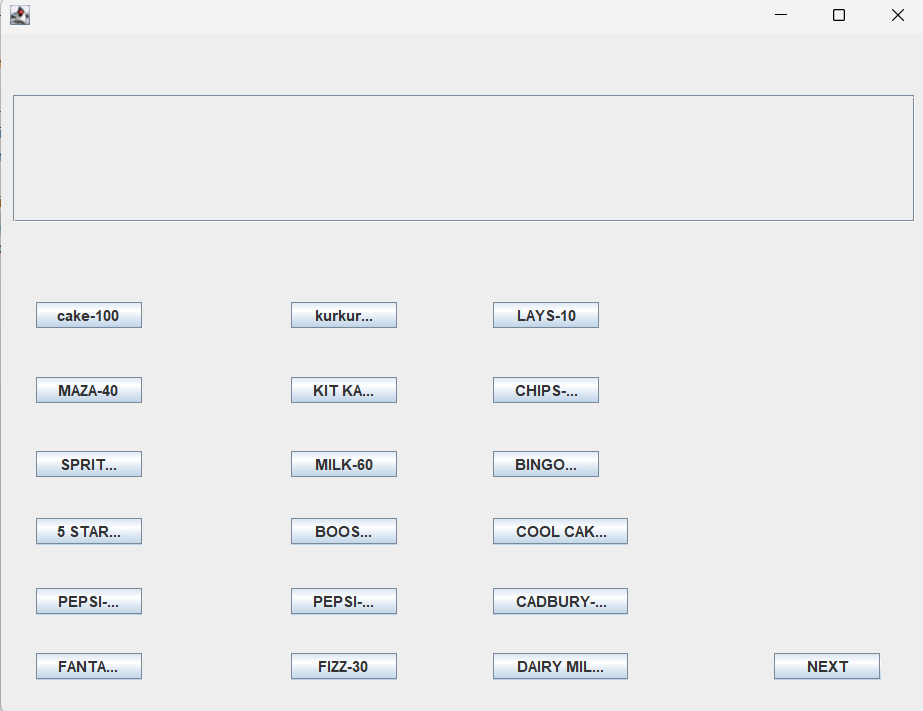 cake-100 kurkur... LAYS-10
MAZA-40 KIT KA... CHIPS-...
SPRIT... MILK-60 BINGO...
5 STAR... BOOS... COOL CAK...
PEPSI-... PEPSI-... CADBURY-...
FANTA... FIZZ-30 DAIRY MIL... NEXT